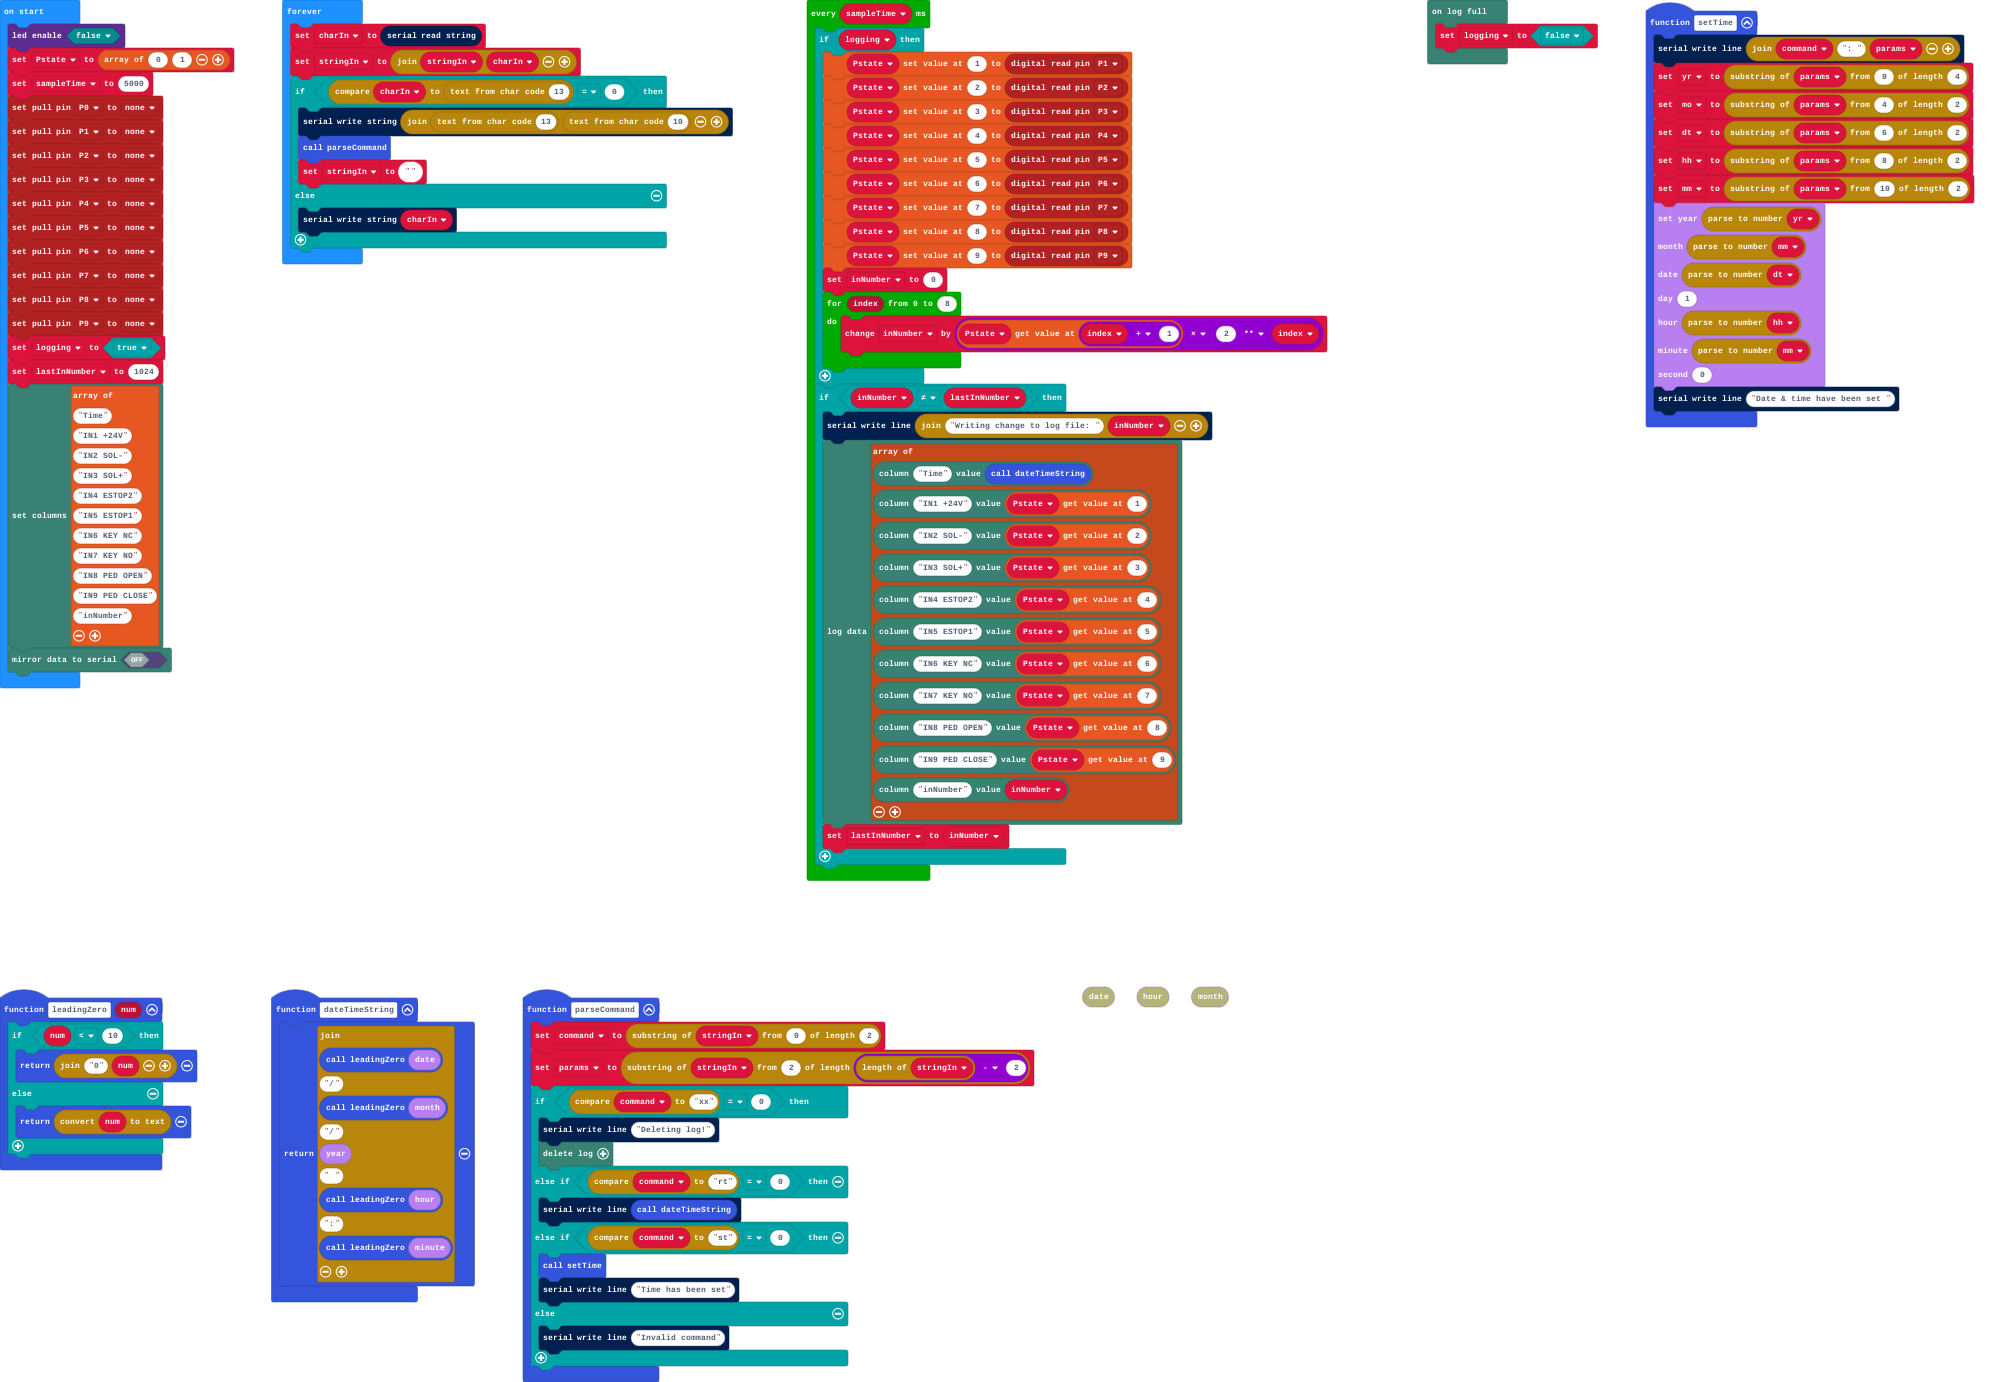 on start
led enable false
set Pstate to array of 0 1
set sampleTime to 5000
set pull pin P0 to none
set pull pin P1 to none
set pull pin P2 to none
set pull pin P3 to none
set pull pin P4 to none
set pull pin P5 to none
set pull pin P6 to none
set pull pin P7 to none
set pull pin P8 to none
set pull pin P9 to none
set logging to true
set lastInNumber to 1024
set columns
array of
"Time"
"IN1 +24V"
"IN2 SOL-"
"IN3 SOL+"
"IN4 ESTOP2"
"IN5 ESTOP1"
"IN6 KEY NC"
"IN7 KEY NO"
"IN8 PED OPEN"
"IN9 PED CLOSE"
"inNumber"
mirror data to serial OFF
forever
set charIn to serial read string
set stringIn to join stringIn charIn
if compare charIn to text from char code 13 = 0 then
serial write string join text from char code 13 text from char code 10
call parseCommand
set stringIn to ""
else
serial write string charIn
every sampleTime ms
if logging then
Pstate set value at 1 to digital read pin P1
Pstate set value at 2 to digital read pin P2
Pstate set value at 3 to digital read pin P3
Pstate set value at 4 to digital read pin P4
Pstate set value at 5 to digital read pin P5
Pstate set value at 6 to digital read pin P6
Pstate set value at 7 to digital read pin P7
Pstate set value at 8 to digital read pin P8
Pstate set value at 9 to digital read pin P9
set inNumber to 0
for index from 0 to 8
do
change inNumber by Pstate get value at index + 1 × 2 ** index
if inNumber ≠ lastInNumber then
serial write line join "Writing change to log file: " inNumber
log data
array of
column "Time" value call dateTimeString
column "IN1 +24V" value Pstate get value at 1
column "IN2 SOL-" value Pstate get value at 2
column "IN3 SOL+" value Pstate get value at 3
column "IN4 ESTOP2" value Pstate get value at 4
column "IN5 ESTOP1" value Pstate get value at 5
column "IN6 KEY NC" value Pstate get value at 6
column "IN7 KEY NO" value Pstate get value at 7
column "IN8 PED OPEN" value Pstate get value at 8
column "IN9 PED CLOSE" value Pstate get value at 9
column "inNumber" value inNumber
set lastInNumber to inNumber
on log full
set logging to false
function setTime
serial write line join command ": " params
set yr to substring of params from 0 of length 4
set mo to substring of params from 4 of length 2
set dt to substring of params from 6 of length 2
set hh to substring of params from 8 of length 2
set mm to substring of params from 10 of length 2
set year parse to number yr
month parse to number mm
date parse to number dt
day 1
hour parse to number hh
minute parse to number mm
second 0
serial write line "Date & time have been set "
function leadingZero num
if num < 10 then
return join "0" num
else
return convert num to text
function dateTimeString
return
join
call leadingZero date
"/"
call leadingZero month
"/"
year
" "
call leadingZero hour
":"
call leadingZero minute
function parseCommand
set command to substring of stringIn from 0 of length 2
set params to substring of stringIn from 2 of length length of stringIn - 2
if compare command to "xx" = 0 then
serial write line "Deleting log!"
delete log
else if compare command to "rt" = 0 then
serial write line call dateTimeString
else if compare command to "st" = 0 then
call setTime
serial write line "Time has been set"
else
serial write line "Invalid command"
date hour month